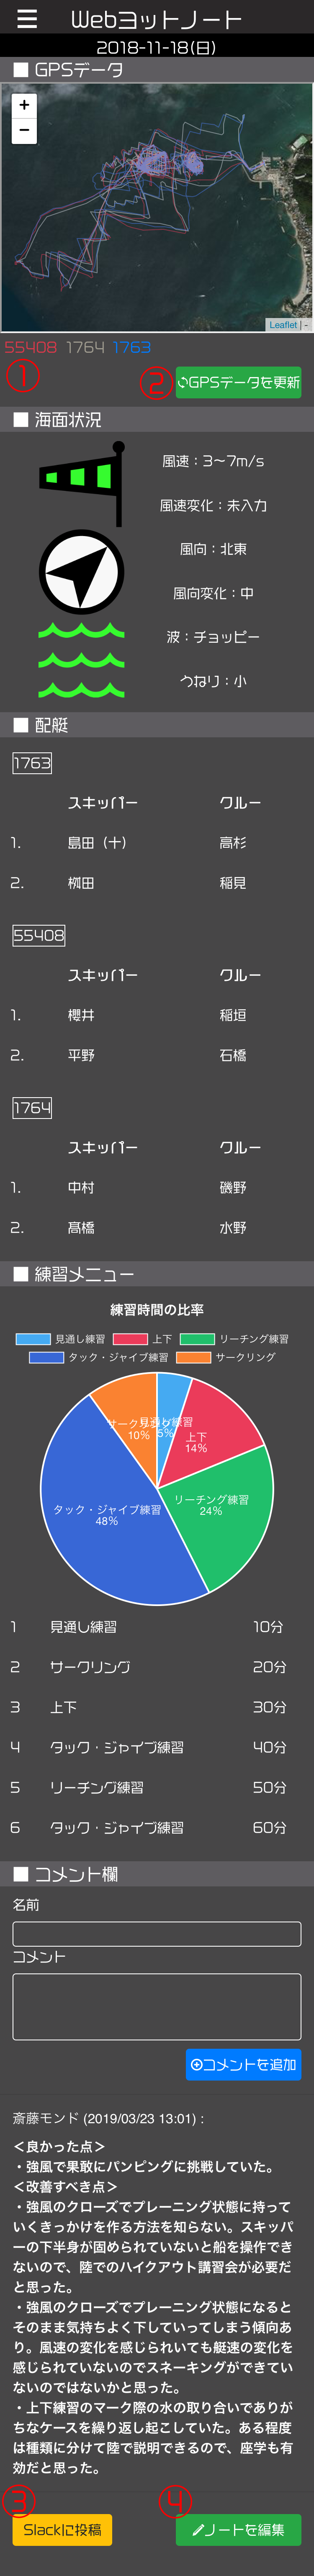 Webヨットノート
2018-11-18(日)
■ GPSデータ
+
−
Leaflet | -
55408 1764 1763
① ② GPSデータを更新
■ 海面状況
風速：3〜7m/s
風速変化：未入力
風向：北東
風向変化：中
波：チョッピー
うねり：小
■ 配艇
1763
スキッパー クルー
1. 島田（十） 高杉
2. 桝田 稲見
55408
スキッパー クルー
1. 櫻井 稲垣
2. 平野 石橋
1764
スキッパー クルー
1. 中村 磯野
2. 髙橋 水野
■ 練習メニュー
練習時間の比率
見通し練習 上下 リーチング練習
タック・ジャイブ練習 サークリング
サークリング
10%
見通し練習
5%
上下
14%
リーチング練習
24%
タック・ジャイブ練習
48%
1 見通し練習 10分
2 サークリング 20分
3 上下 30分
4 タック・ジャイブ練習 40分
5 リーチング練習 50分
6 タック・ジャイブ練習 60分
■ コメント欄
名前
コメント
コメントを追加
斎藤モンド (2019/03/23 13:01) :
＜良かった点＞
・強風で果敢にパンピングに挑戦していた。
＜改善すべき点＞
・強風のクローズでプレーニング状態に持って
いくきっかけを作る方法を知らない。スキッパ
ーの下半身が固められていないと船を操作でき
ないので、陸でのハイクアウト講習会が必要だ
と思った。
・強風のクローズでプレーニング状態になると
そのまま気持ちよく下していってしまう傾向あ
り。風速の変化を感じられいても艇速の変化を
感じられていないのでスネーキングができてい
ないのではないかと思った。
・上下練習のマーク際の水の取り合いでありが
ちなケースを繰り返し起こしていた。ある程度
は種類に分けて陸で説明できるので、座学も有
効だと思った。
③ ④
Slackに投稿 ノートを編集